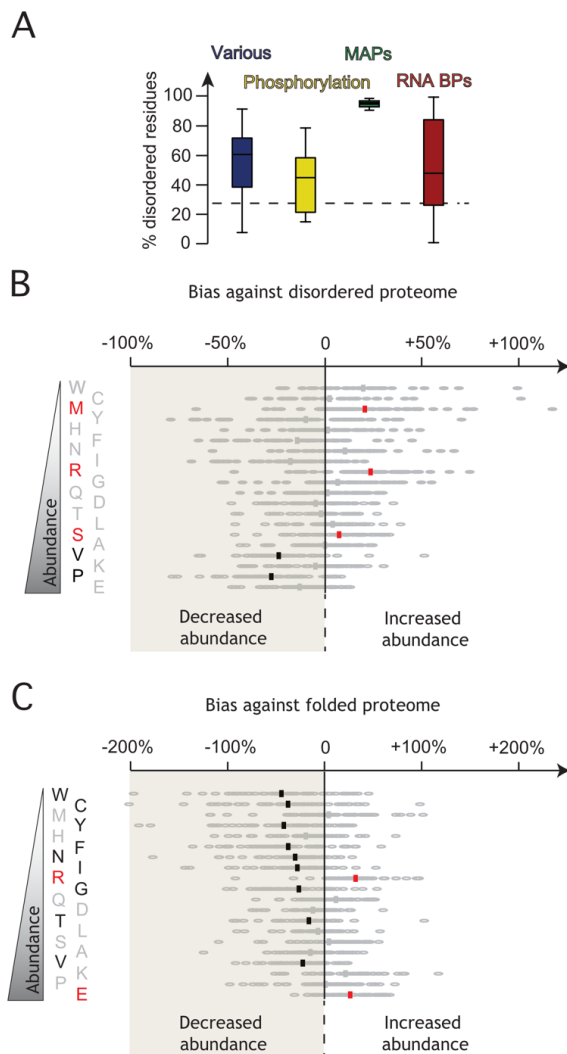 A
Various
MAPs
Phosphorylation
RNA BPs
% disordered residues
100
80
60
40
20
0
B
Bias against disordered proteome
-100%
-50%
0
+50%
+100%
Abundance
W
C
M
Y
H
F
N
I
R
G
Q
D
T
L
S
A
V
K
P
E
Decreased
abundance
Increased
abundance
C
Bias against folded proteome
-200%
-100%
0
+100%
+200%
Abundance
W
C
M
Y
H
F
N
I
R
G
Q
D
T
L
S
A
V
K
P
E
Decreased
abundance
Increased
abundance